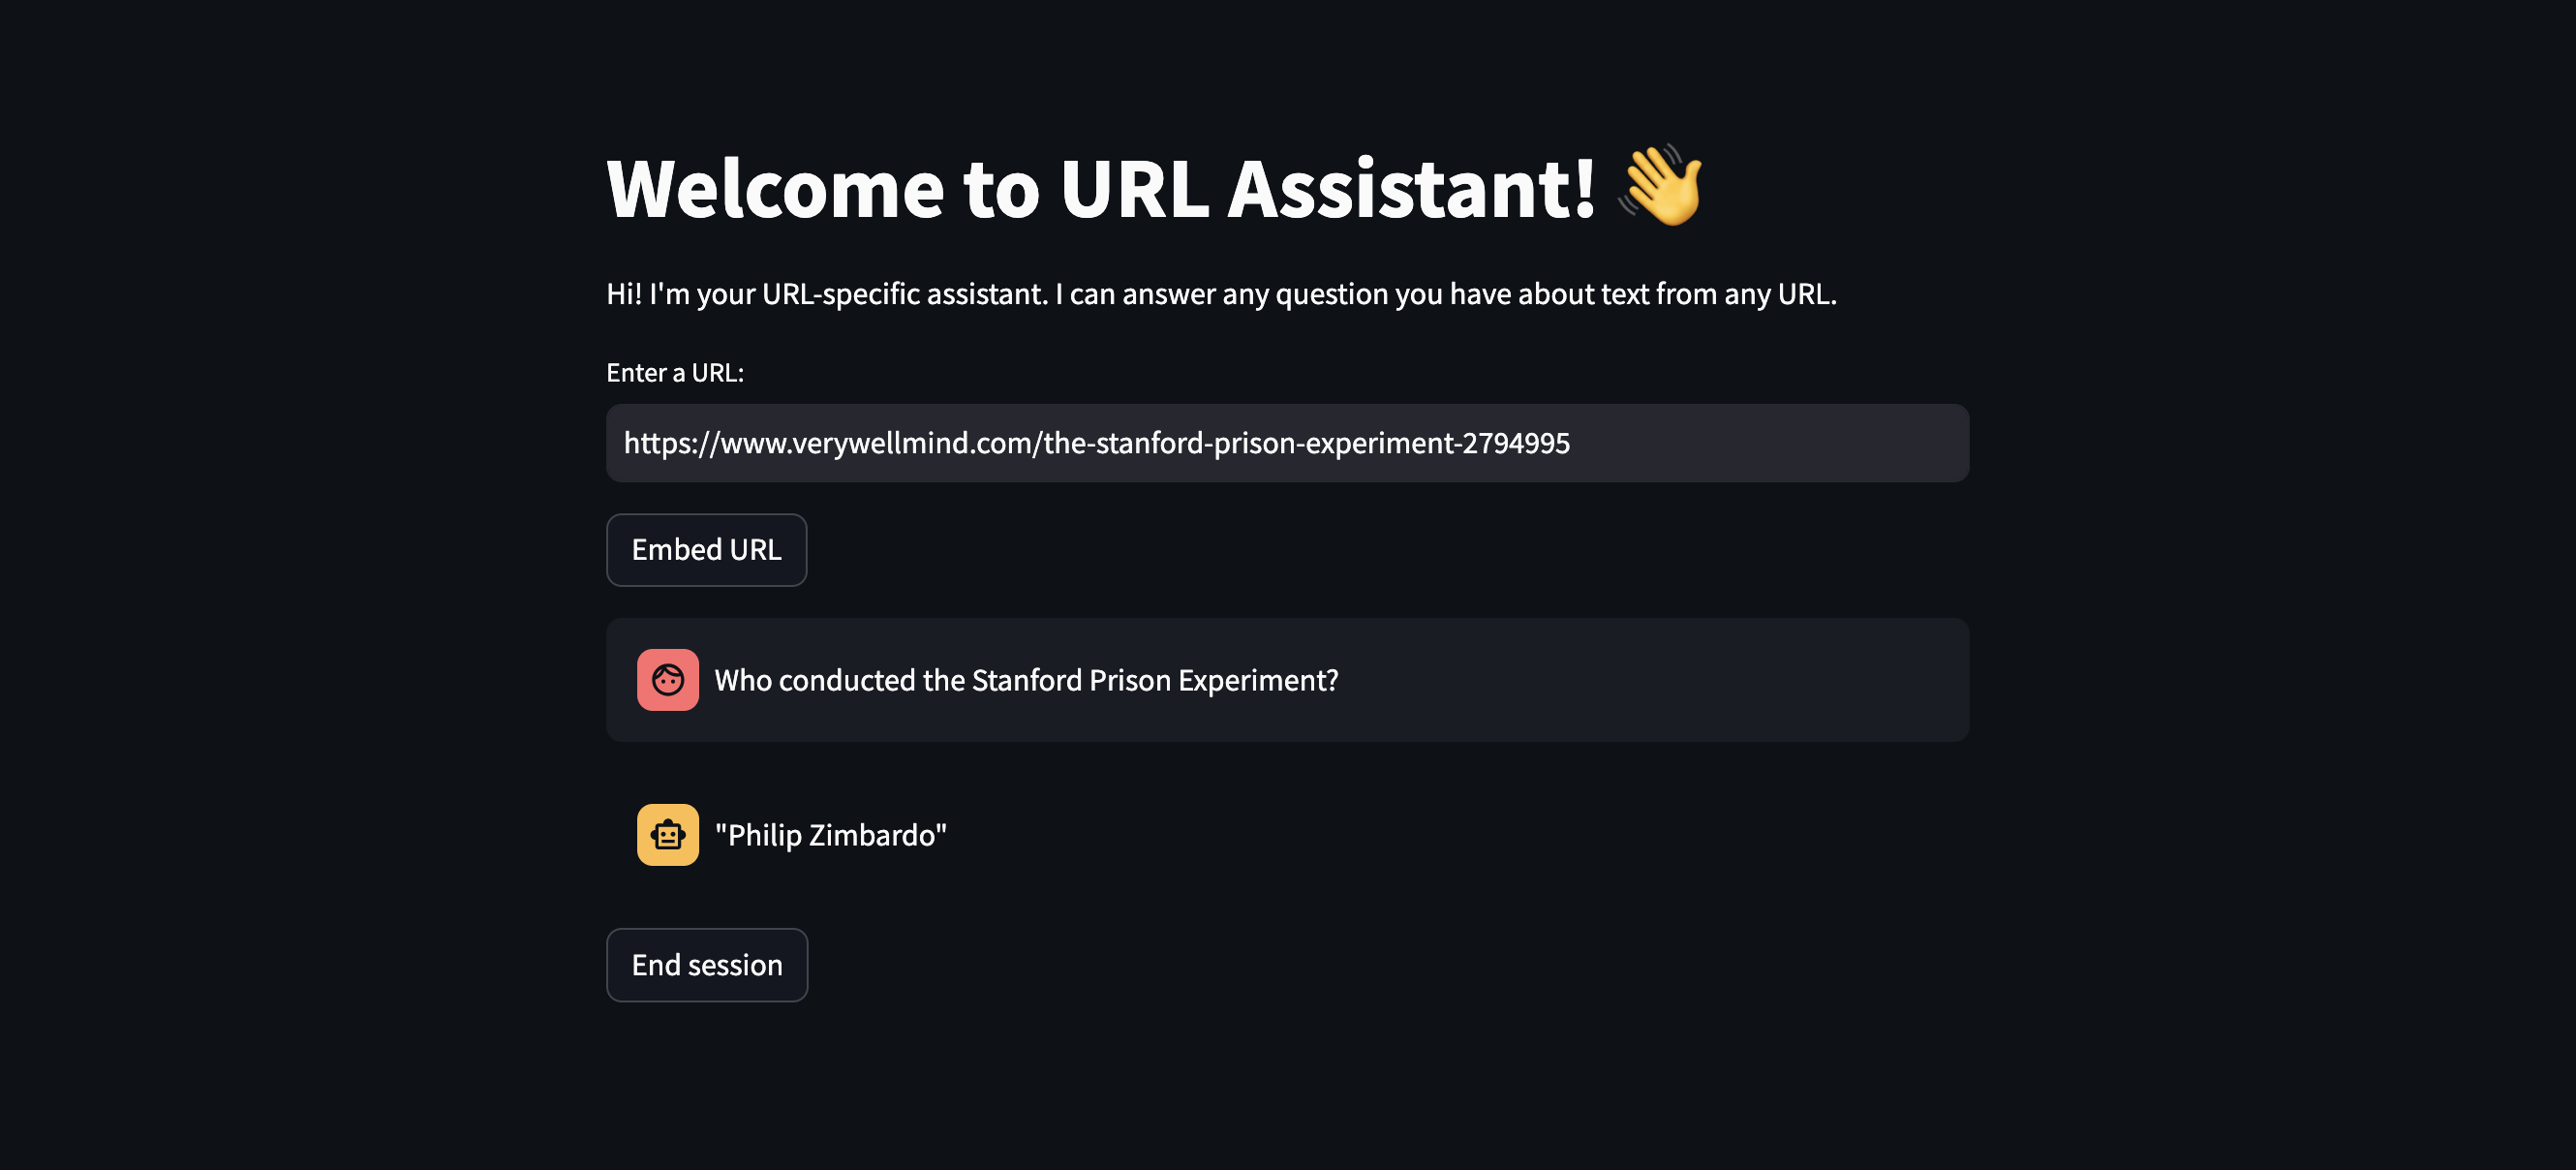 Welcome to URL Assistant! 👋
Hi! I'm your URL-specific assistant. I can answer any question you have about text from any URL.
Enter a URL:
https://www.verywellmind.com/the-stanford-prison-experiment-2794995
Embed URL
Who conducted the Stanford Prison Experiment?
"Philip Zimbardo"
End session